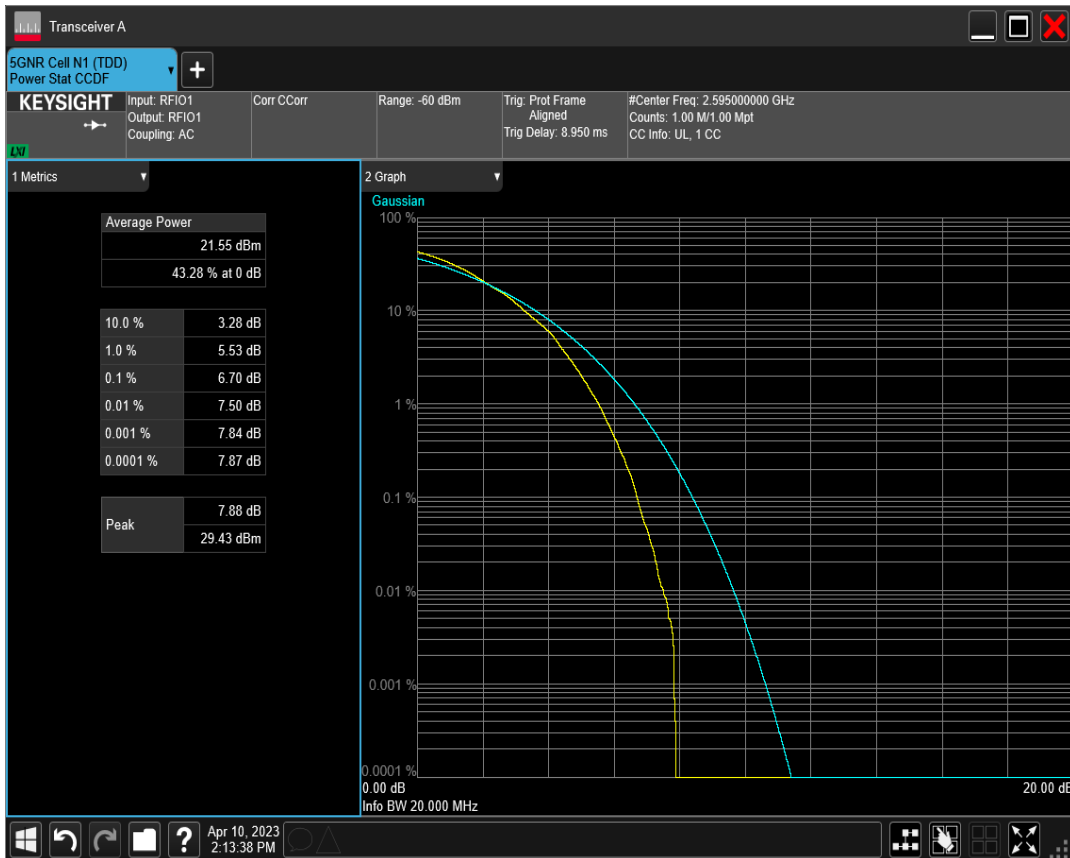 Transceiver A
5GNR Cell N1 (TDD)
Power Stat CCDF
+
KEYSIGHT
LXI
Input: RFIO1
Output: RFIO1
Coupling: AC
Corr CCorr
Range: -60 dBm
Trig: Prot Frame
Aligned
Trig Delay: 8.950 ms
#Center Freq: 2.595000000 GHz
Counts: 1.00 M/1.00 Mpt
CC Info: UL, 1 CC
1 Metrics
Average Power
21.55 dBm
43.28 % at 0 dB
10.0 % 3.28 dB
1.0 % 5.53 dB
0.1 % 6.70 dB
0.01 % 7.50 dB
0.001 % 7.84 dB
0.0001 % 7.87 dB
Peak
7.88 dB
29.43 dBm
2 Graph
Gaussian
100 %
10 %
1 %
0.1 %
0.01 %
0.001 %
0.0001 %
0.00 dB 20.00 dB
Info BW 20.000 MHz
?
Apr 10, 2023
2:13:38 PM